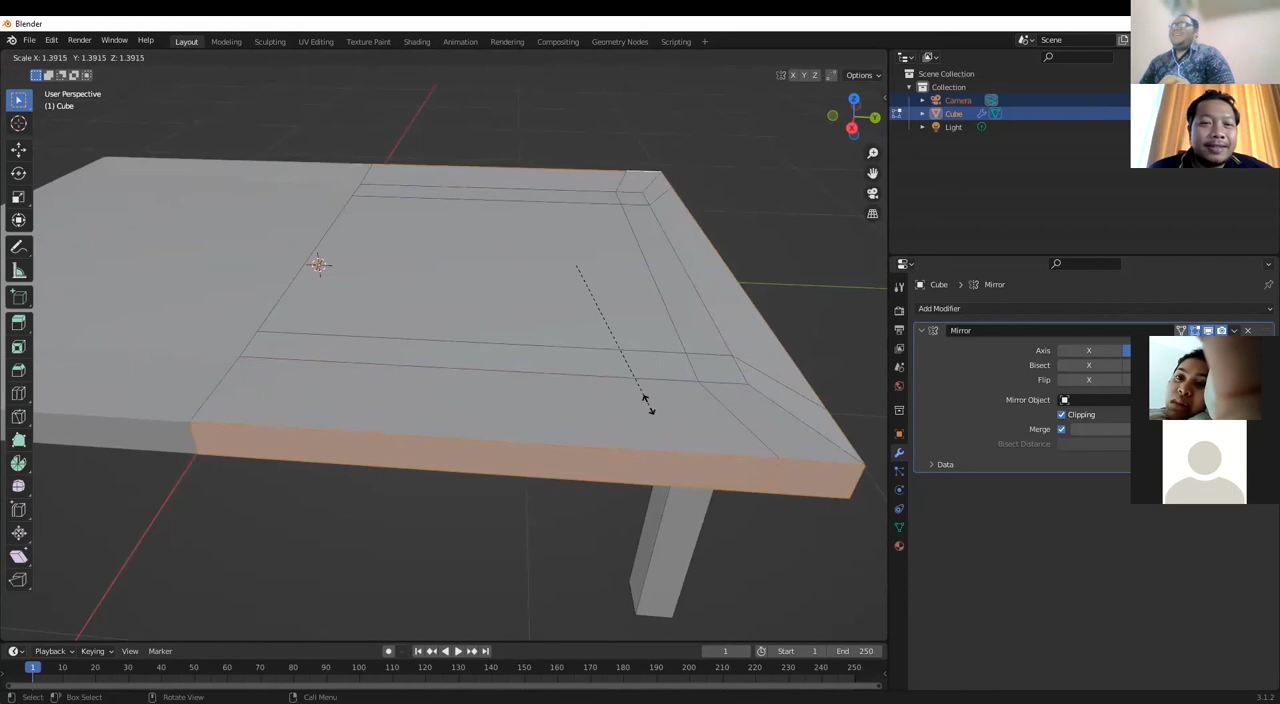 Blender
File Edit Render Window Help
Layout Modeling Sculpting UV Editing Texture Paint Shading Animation Rendering Compositing Geometry Nodes Scripting +
Scene
Scale X: 1.3915 Y: 1.3915 Z: 1.3915
X Y Z Options
User Perspective
(1) Cube
Z
Y
X
Scene Collection
Collection
Camera
Cube
Light
Cube > Mirror
Add Modifier
Mirror
Axis X
Bisect X
Flip X
Mirror Object
Clipping
Merge
Bisect Distance
Data
Playback Keying View Marker
1 Start 1 End 250
1 10 20 30 40 50 60 70 80 90 100 110 120 130 140 150 160 170 180 190 200 210 220 230 240 250
Select Box Select Rotate View Call Menu 3.1.2